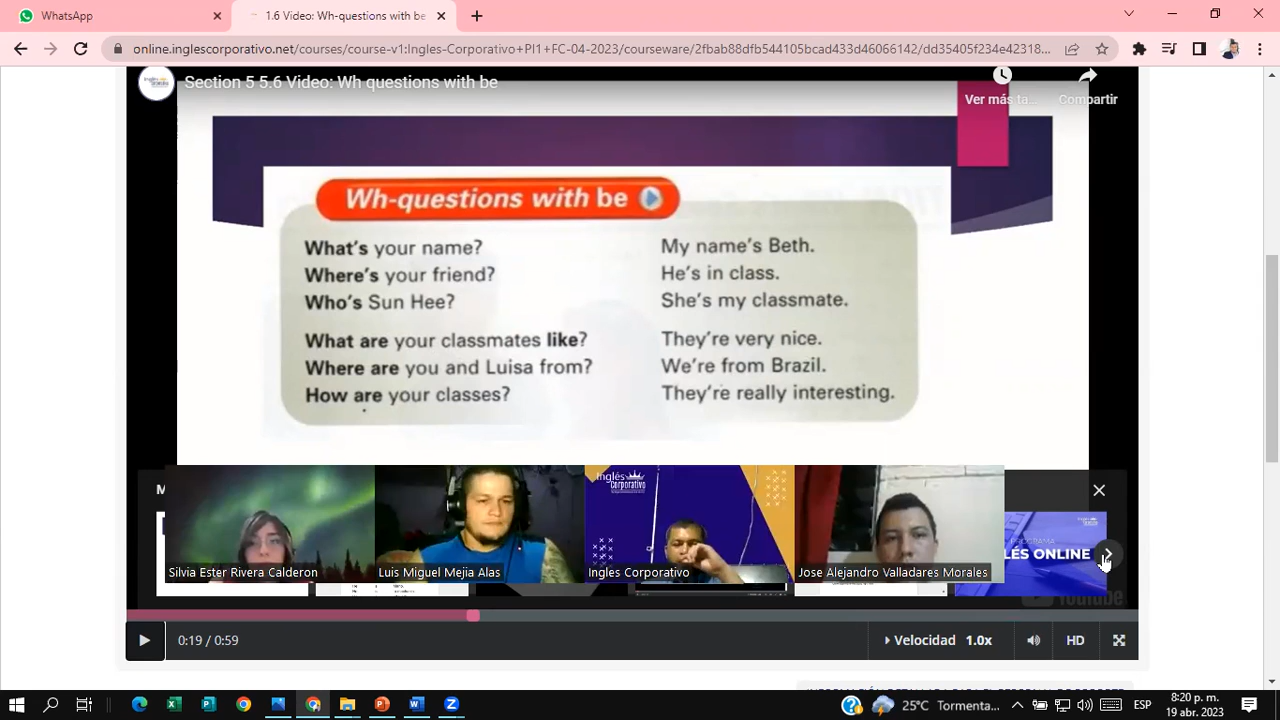 WhatsApp
1.6 Video: Wh-questions with be
online.inglescorporativo.net/courses/course-v1:Ingles-Corporativo+PI1+FC-04-2023/courseware/2fbab88dfb544105bcad433d46066142/dd35405f234e42318...
Section 5 5.6 Video: Wh questions with be
Ver más ta...
Compartir
Wh-questions with be
What's your name? My name's Beth.
Where's your friend? He's in class.
Who's Sun Hee? She's my classmate.
What are your classmates like? They're very nice.
Where are you and Luisa from? We're from Brazil.
How are your classes? They're really interesting.
Inglés
Corporativo
PROGRAMA
LÉS ONLINE
Silvia Ester Rivera Calderon
Luis Miguel Mejia Alas
Ingles Corporativo
Jose Alejandro Valladares Morales
YouTube
0:19 / 0:59
Velocidad 1.0x
HD
25°C Tormenta...
ESP
8:20 p. m.
19 abr. 2023